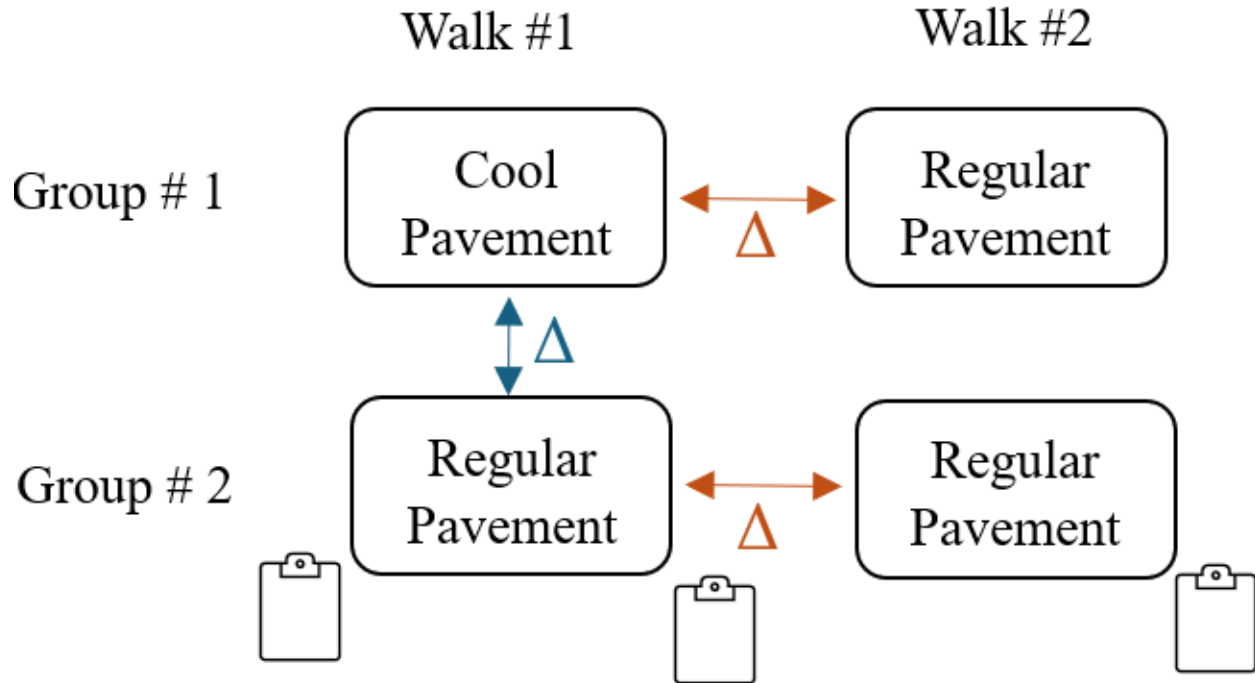 Walk #1
Walk #2
Group # 1
Cool
Pavement
Δ
Regular
Pavement
Δ
Group # 2
Regular
Pavement
Δ
Regular
Pavement